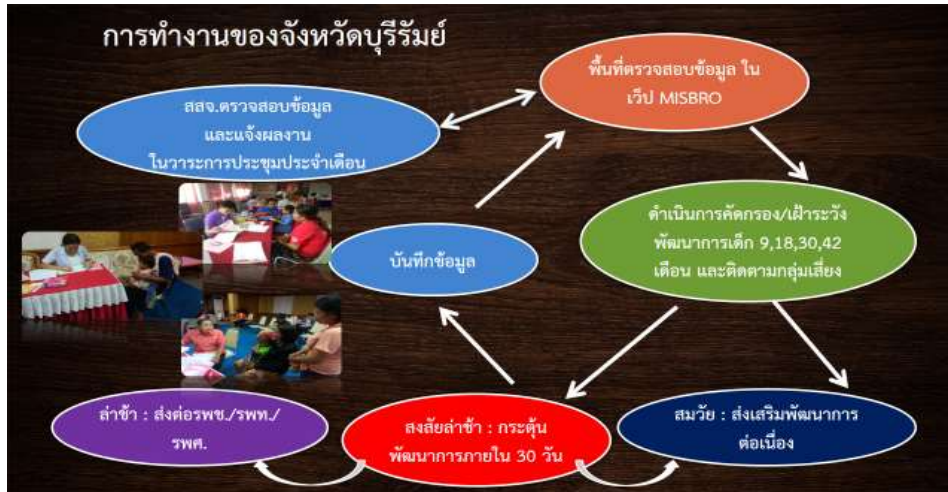 การทำงานของจังหวัดบุรีรัมย์
พื้นที่ตรวจสอบข้อมูล ใน
เว็ป MISBRO
สสจ.ตรวจสอบข้อมูล
และแจ้งผลงาน
ในวาระการประชุมประจำเดือน
ดำเนินการคัดกรอง/เฝ้าระวัง
พัฒนาการเด็ก 9,18,30,42
เดือน และติดตามกลุ่มเสี่ยง
บันทึกข้อมูล
ล่าช้า : ส่งต่อรพช./รพท./
รพศ.
สงสัยล่าช้า : กระตุ้น
พัฒนาการภายใน 30 วัน
สมวัย : ส่งเสริมพัฒนาการ
ต่อเนื่อง